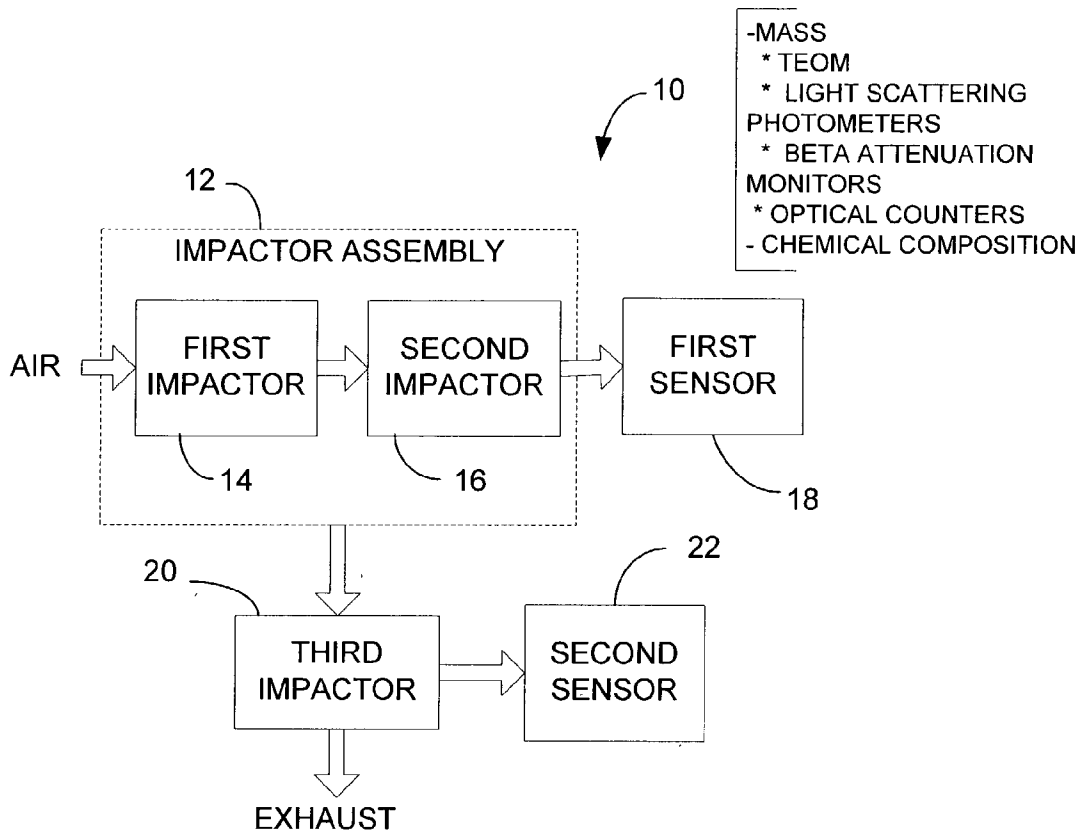 -MASS
* TEOM
* LIGHT SCATTERING
PHOTOMETERS
* BETA ATTENUATION
MONITORS
* OPTICAL COUNTERS
- CHEMICAL COMPOSITION
10
12
IMPACTOR ASSEMBLY
AIR
FIRST
IMPACTOR
SECOND
IMPACTOR
FIRST
SENSOR
14
16
18
20
22
THIRD
IMPACTOR
SECOND
SENSOR
EXHAUST